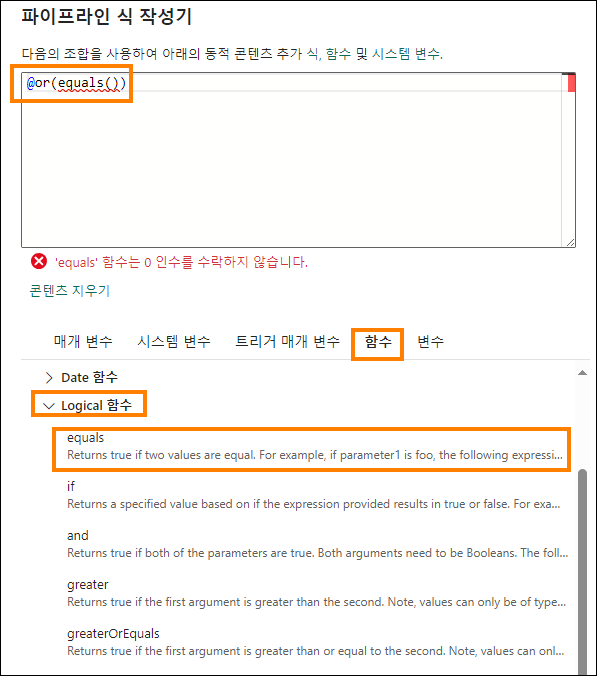 파이프라인 식 작성기
다음의 조합을 사용하여 아래의 동적 콘텐츠 추가 식, 함수 및 시스템 변수.
@or(equals())
'equals' 함수는 0 인수를 수락하지 않습니다.
콘텐츠 지우기
매개 변수 시스템 변수 트리거 매개 변수 함수 변수
Date 함수
Logical 함수
equals
Returns true if two values are equal. For example, if parameter1 is foo, the following expressi...
if
Returns a specified value based on if the expression provided results in true or false. For exa...
and
Returns true if both of the parameters are true. Both arguments need to be Booleans. The foll...
greater
Returns true if the first argument is greater than the second. Note, values can only be of type...
greaterOrEquals
Returns true if the first argument is greater than or equal to the second. Note, values can onl...